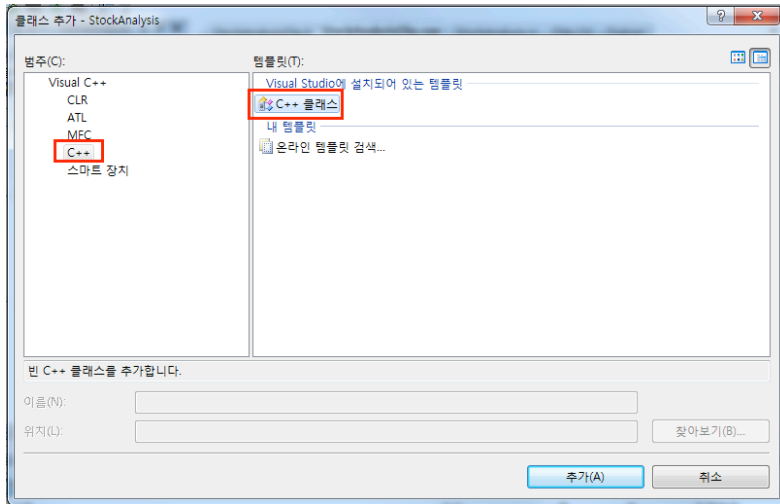 클래스 추가 - StockAnalysis
범주(C):
템플릿(T):
Visual C++
CLR
ATL
MFC
C++
스마트 장치
Visual Studio에 설치되어 있는 템플릿
C++ 클래스
내 템플릿
온라인 템플릿 검색...
빈 C++ 클래스를 추가합니다.
이름(N):
위치(L):
찾아보기(B)...
추가(A)
취소